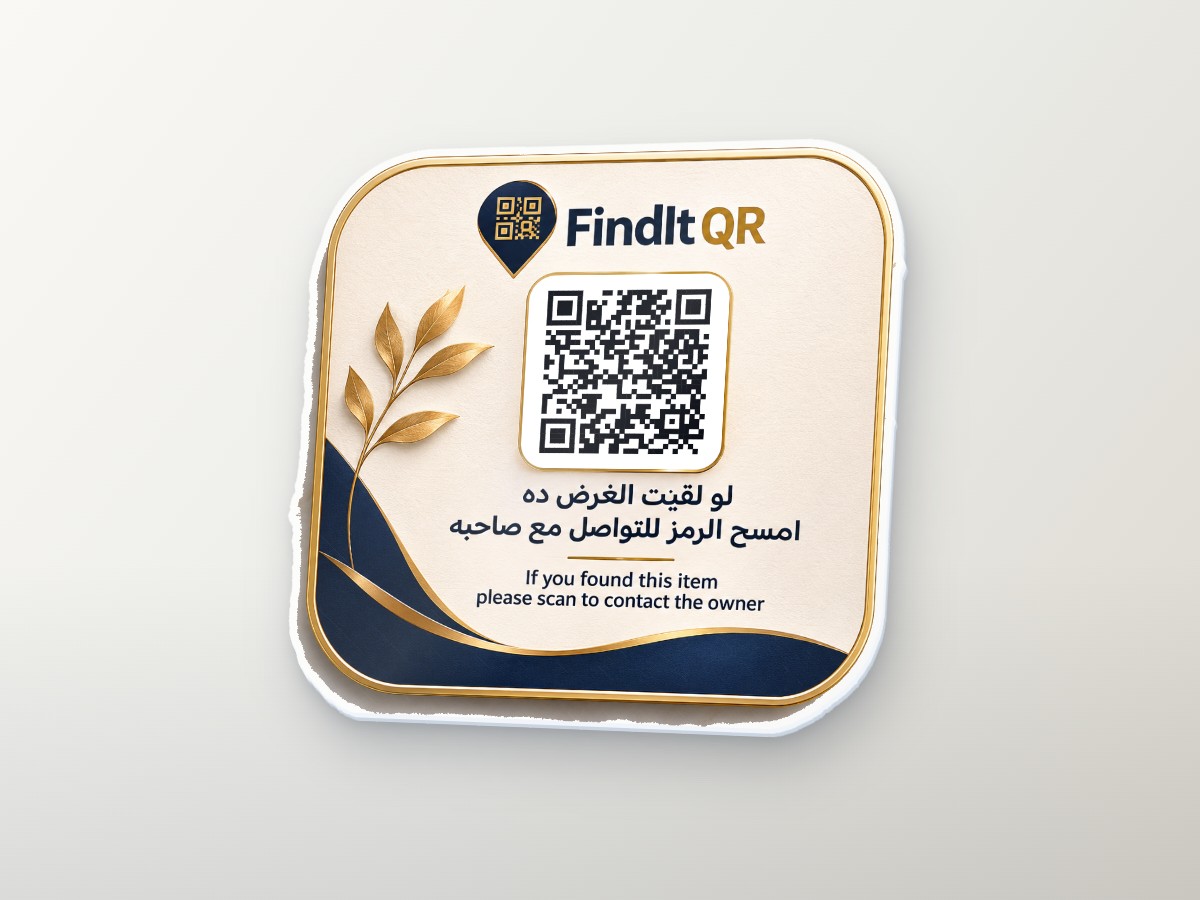 FindIt QR
لو لقيت الغرض ده
امسح الرمز للتواصل مع صاحبه
If you found this item
please scan to contact the owner